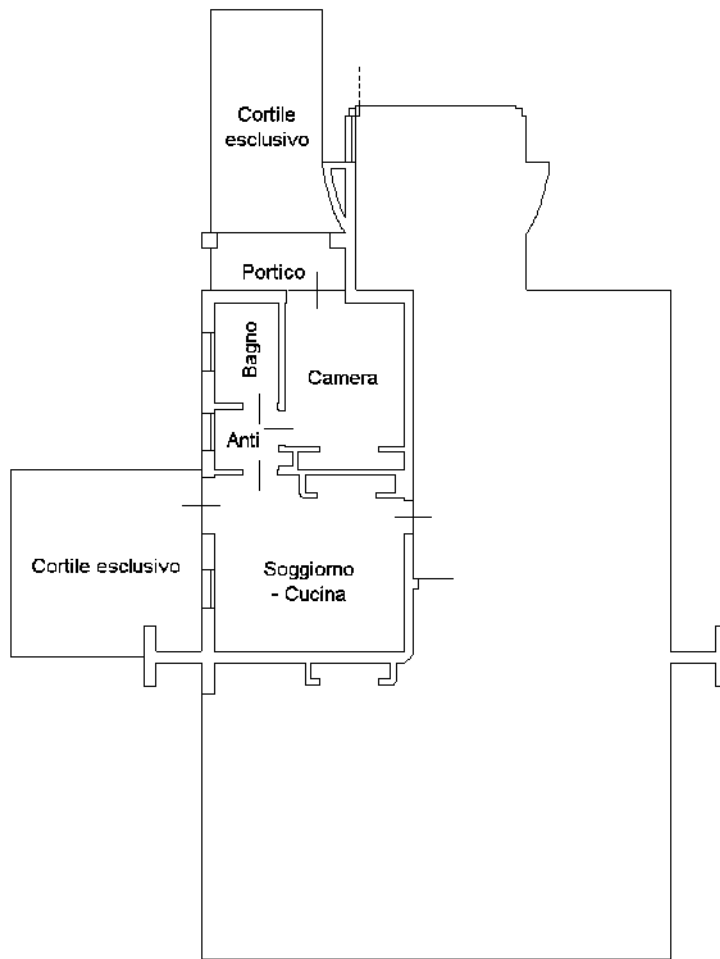 Cortile
esclusivo
Portico
Bagno
Camera
Anti
Cortile esclusivo
Soggiorno
- Cucina